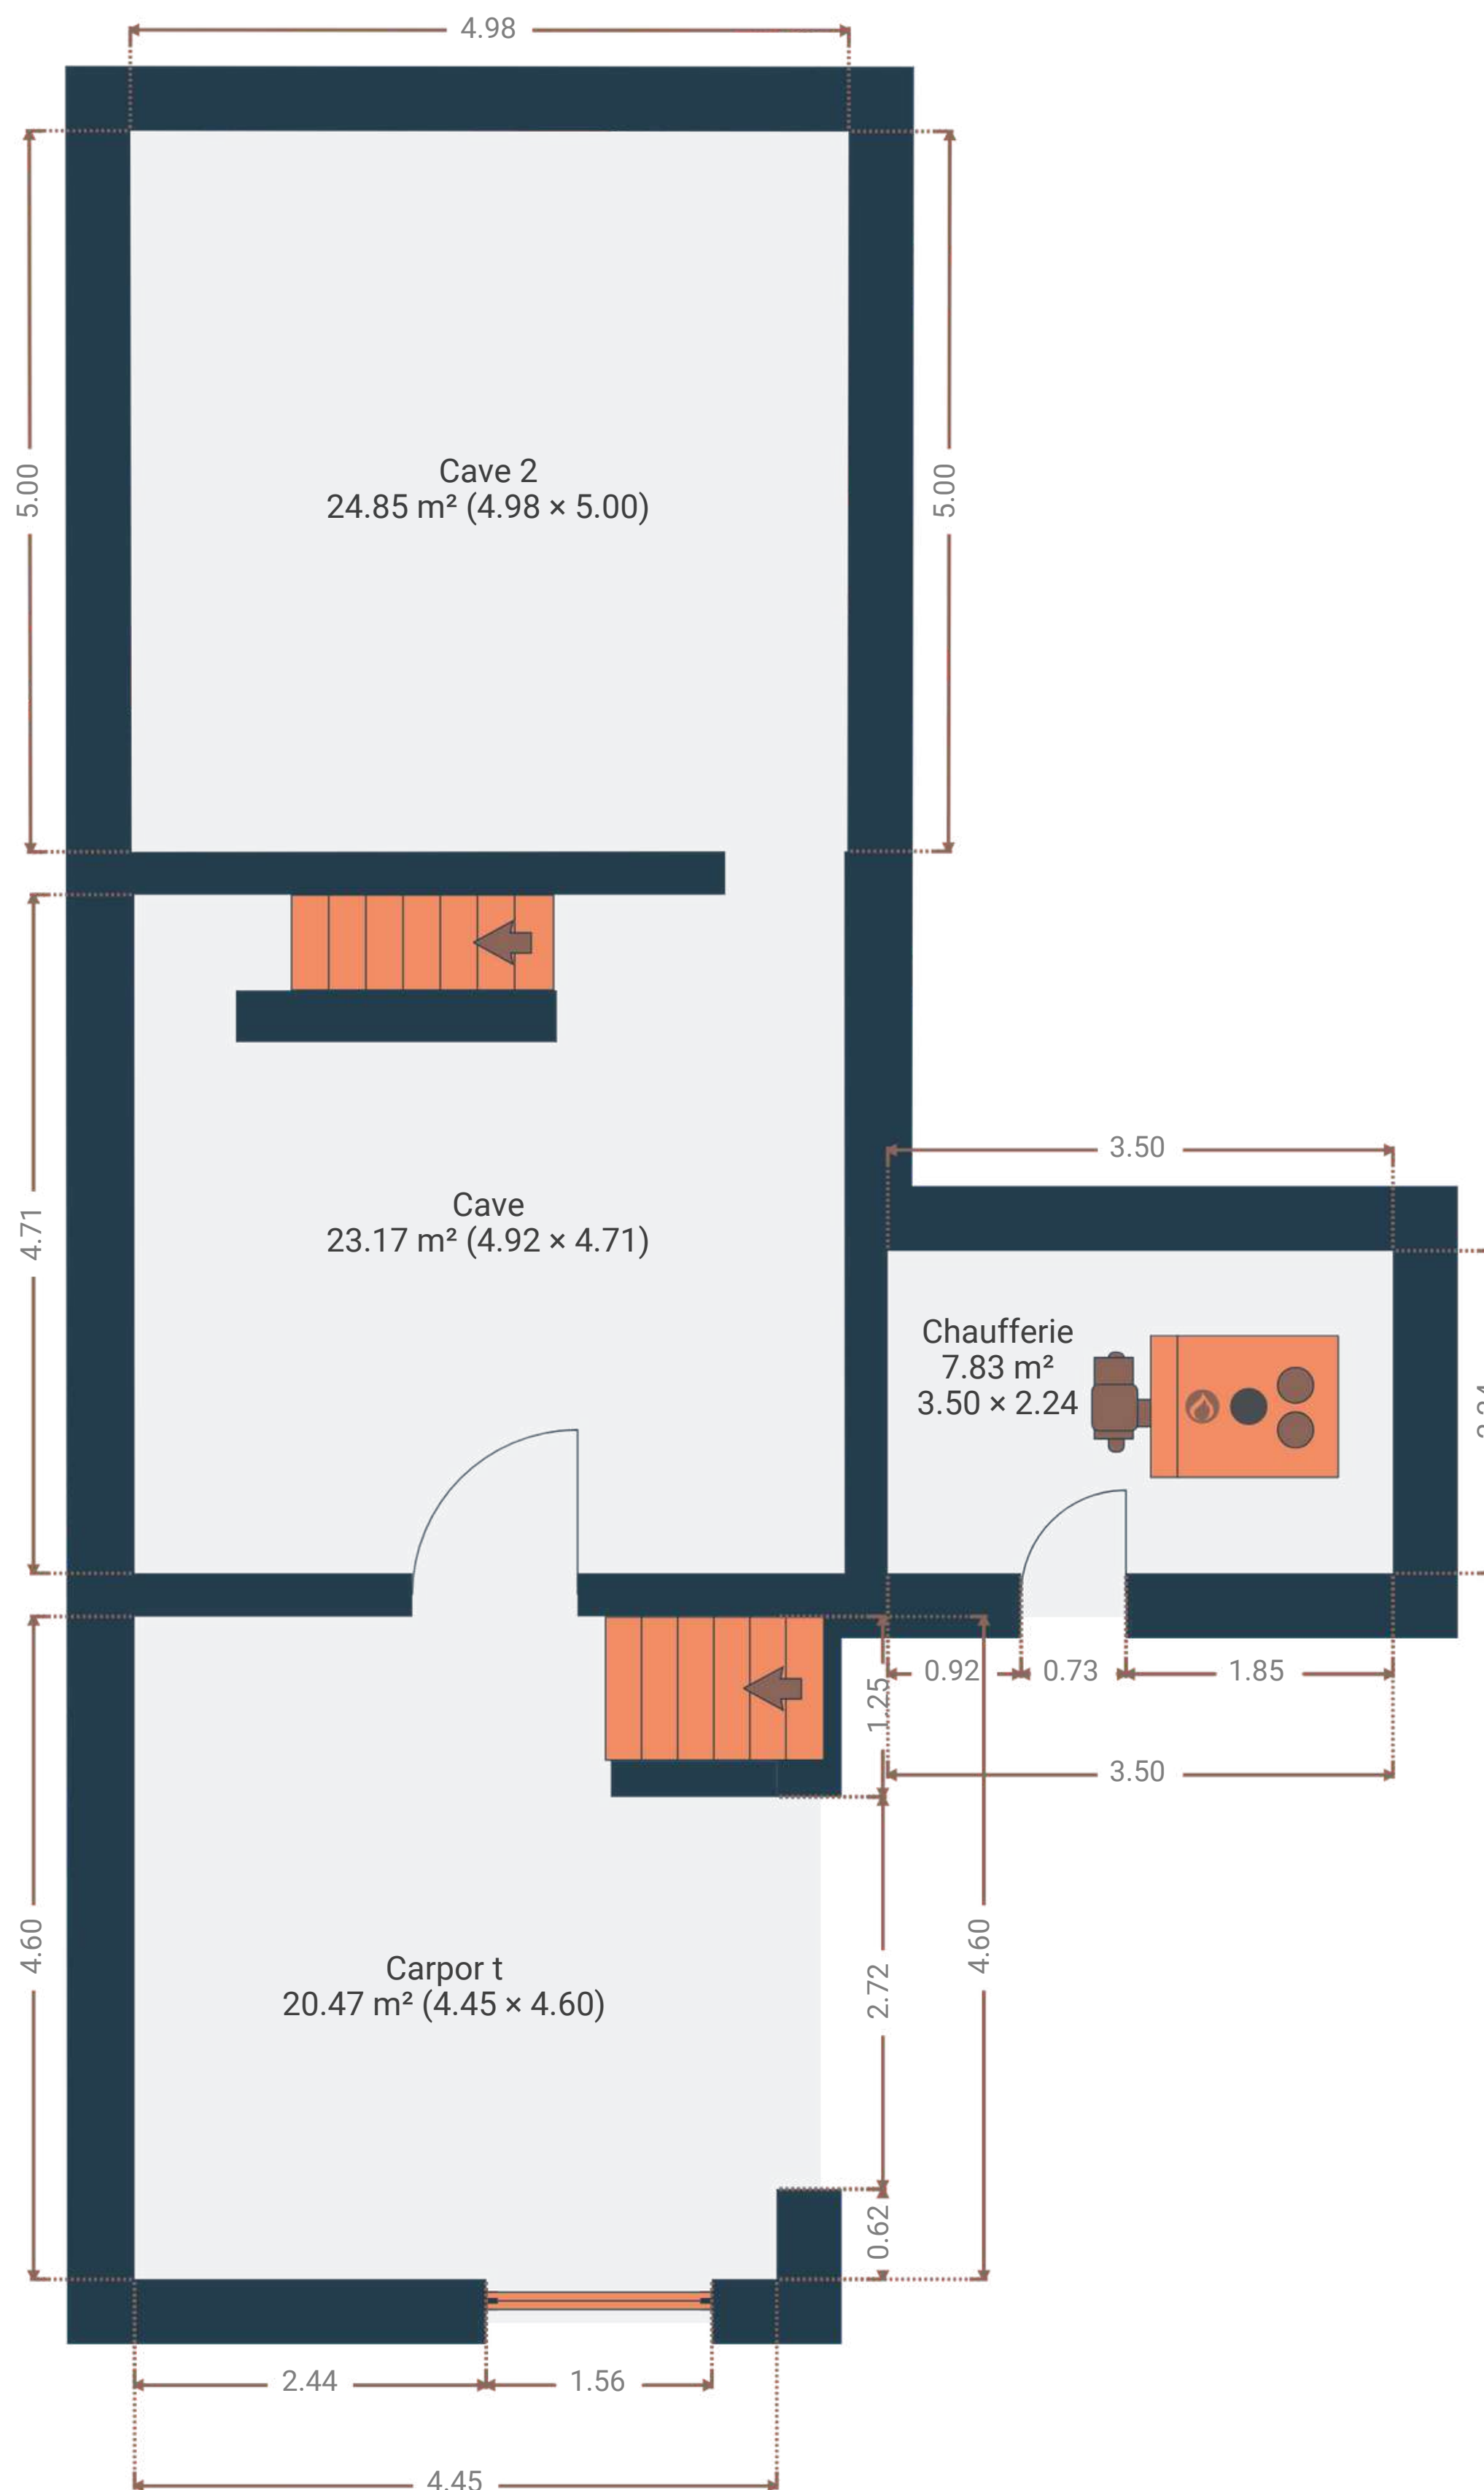 4.98
5.00
5.00
Cave 2
24.85 m² (4.98 × 5.00)
4.71
Cave
23.17 m² (4.92 × 4.71)
3.50
Chaufferie
7.83 m²
3.50 × 2.24
0.92
0.73
1.85
1.25
3.50
4.60
Carpor t
20.47 m² (4.45 × 4.60)
2.72
4.60
0.62
2.44
1.56
4.45